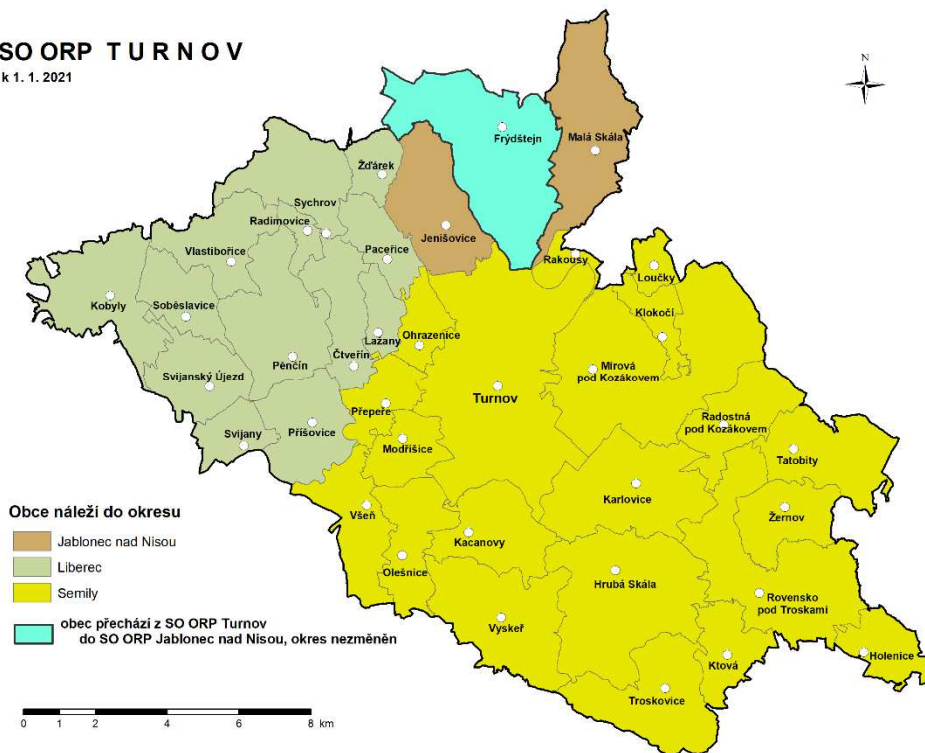 SO ORP TURNOV
k 1. 1. 2021
N
Frýdštejn
Malá Skála
Žďárek
Sychrov
Radimovice
Jenišovice
Vlastibořice
Paceřice
Rakousy
Loučky
Kobyly
Soběslavice
Klokočí
Lažany
Ohrazenice
Čtveřín
Pěnčín
Svijanský Újezd
Mírová
pod Kozákovem
Turnov
Přepeře
Radostná
pod Kozákovem
Svijany
Příšovice
Modřišice
Tatobity
Karlovice
Všeň
Žernov
Kacanovy
Olešnice
Hrubá Skála
Rovensko
pod Troskami
Vyskeř
Ktová
Holenice
Troskovice
Obce náleží do okresu
Jablonec nad Nisou
Liberec
Semily
obec přechází z SO ORP Turnov
do SO ORP Jablonec nad Nisou, okres nezměněn
0 1 2 4 6 8 km